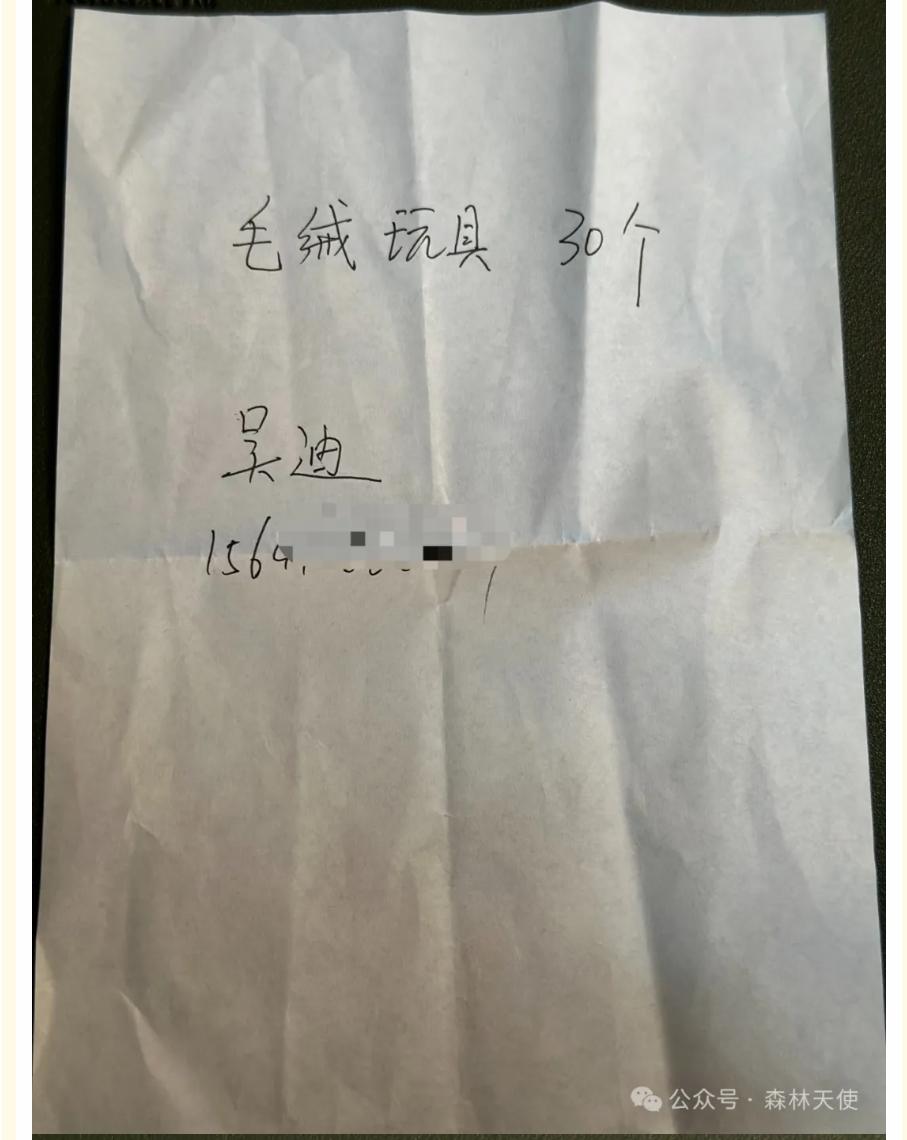 毛绒玩具 30个
吴迪
1564
公众号 · 森林天使